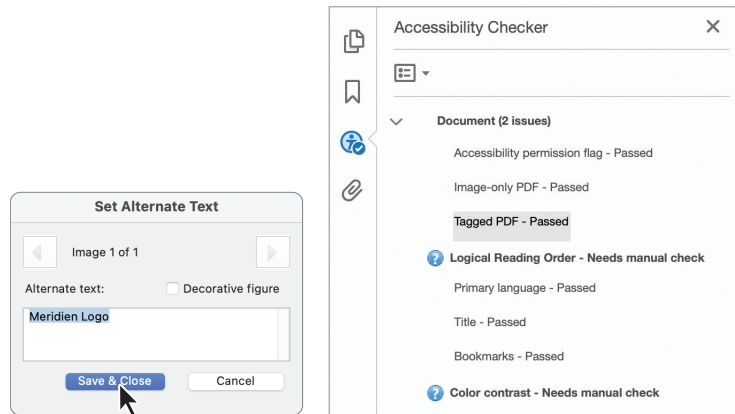 Set Alternate Text
Image 1 of 1
Alternate text:
Decorative figure
Meridien Logo
Save & Close
Cancel
Accessibility Checker
Document (2 issues)
Accessibility permission flag - Passed
Image-only PDF - Passed
Tagged PDF - Passed
Logical Reading Order - Needs manual check
Primary language - Passed
Title - Passed
Bookmarks - Passed
Color contrast - Needs manual check